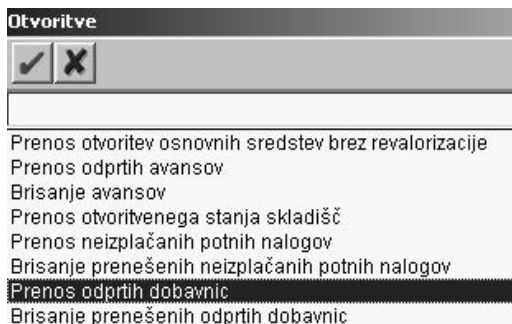 Otvoritve
Prenos otvoritev osnovnih sredstev brez revalorizacije
Prenos odprtih avansov
Brisanje avansov
Prenos otvoritvenega stanja skladišč
Prenos neizplačanih potnih nalogov
Brisanje prenešenih neizplačanih potnih nalogov
Prenos odprtih dobavnic
Brisanje prenešenih odprtih dobavnic